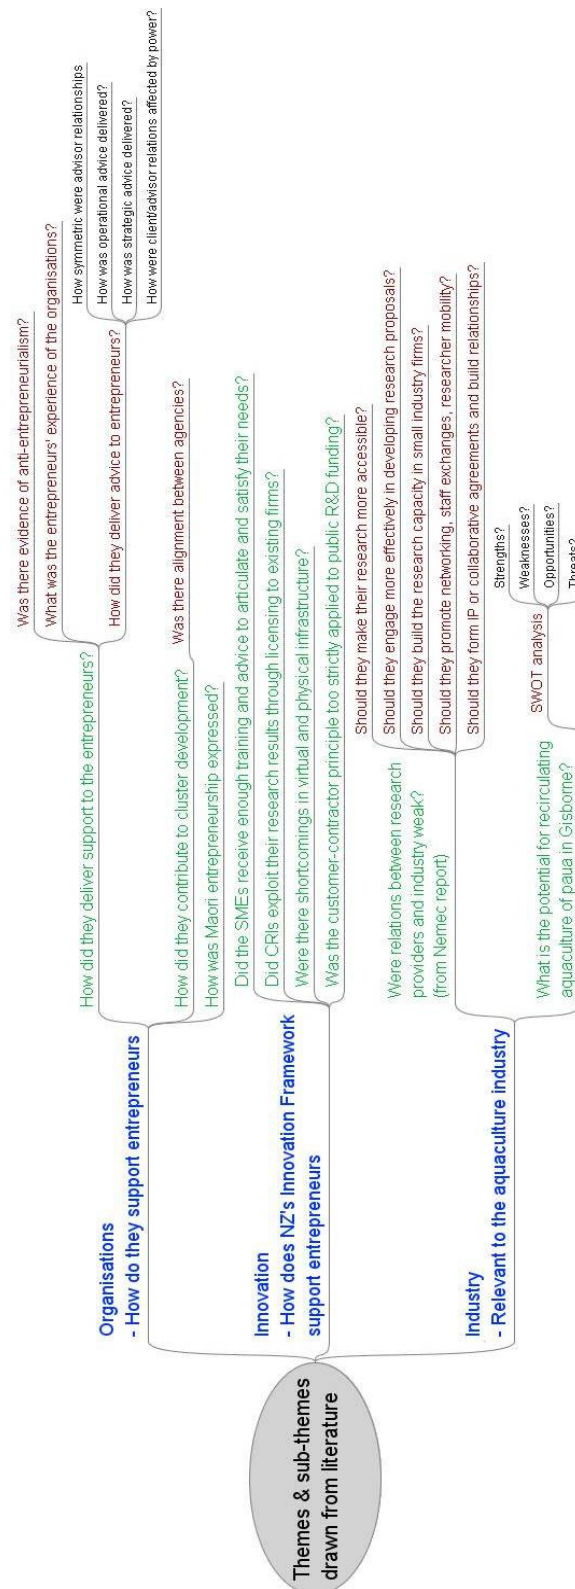 Themes & sub-themes
drawn from literature
Organisations
- How do they support entrepreneurs
How did they deliver support to the entrepreneurs?
Was there evidence of anti-entrepreneurialism?
What was the entrepreneurs' experience of the organisations?
How did they deliver advice to entrepreneurs?
How symmetric were advisor relationships
How was operational advice delivered?
How was strategic advice delivered?
How were client/advisor relations affected by power?
How did they contribute to cluster development?
Was there alignment between agencies?
How was Maori entrepreneurship expressed?
Innovation
- How does NZ's Innovation Framework
support entrepreneurs
Did the SMEs receive enough training and advice to articulate and satisfy their needs?
Did CRIs exploit their research results through licensing to existing firms?
Were there shortcomings in virtual and physical infrastructure?
Was the customer-contractor principle too strictly applied to public R&D funding?
Industry
- Relevant to the aquaculture industry
Were relations between research
providers and industry weak?
(from Nemec report)
Should they make their research more accessible?
Should they engage more effectively in developing research proposals?
Should they build the research capacity in small industry firms?
Should they promote networking, staff exchanges, researcher mobility?
Should they form IP or collaborative agreements and build relationships?
What is the potential for recirculating
aquaculture of paua in Gisborne?
SWOT analysis
Strengths?
Weaknesses?
Opportunities?
Threats?